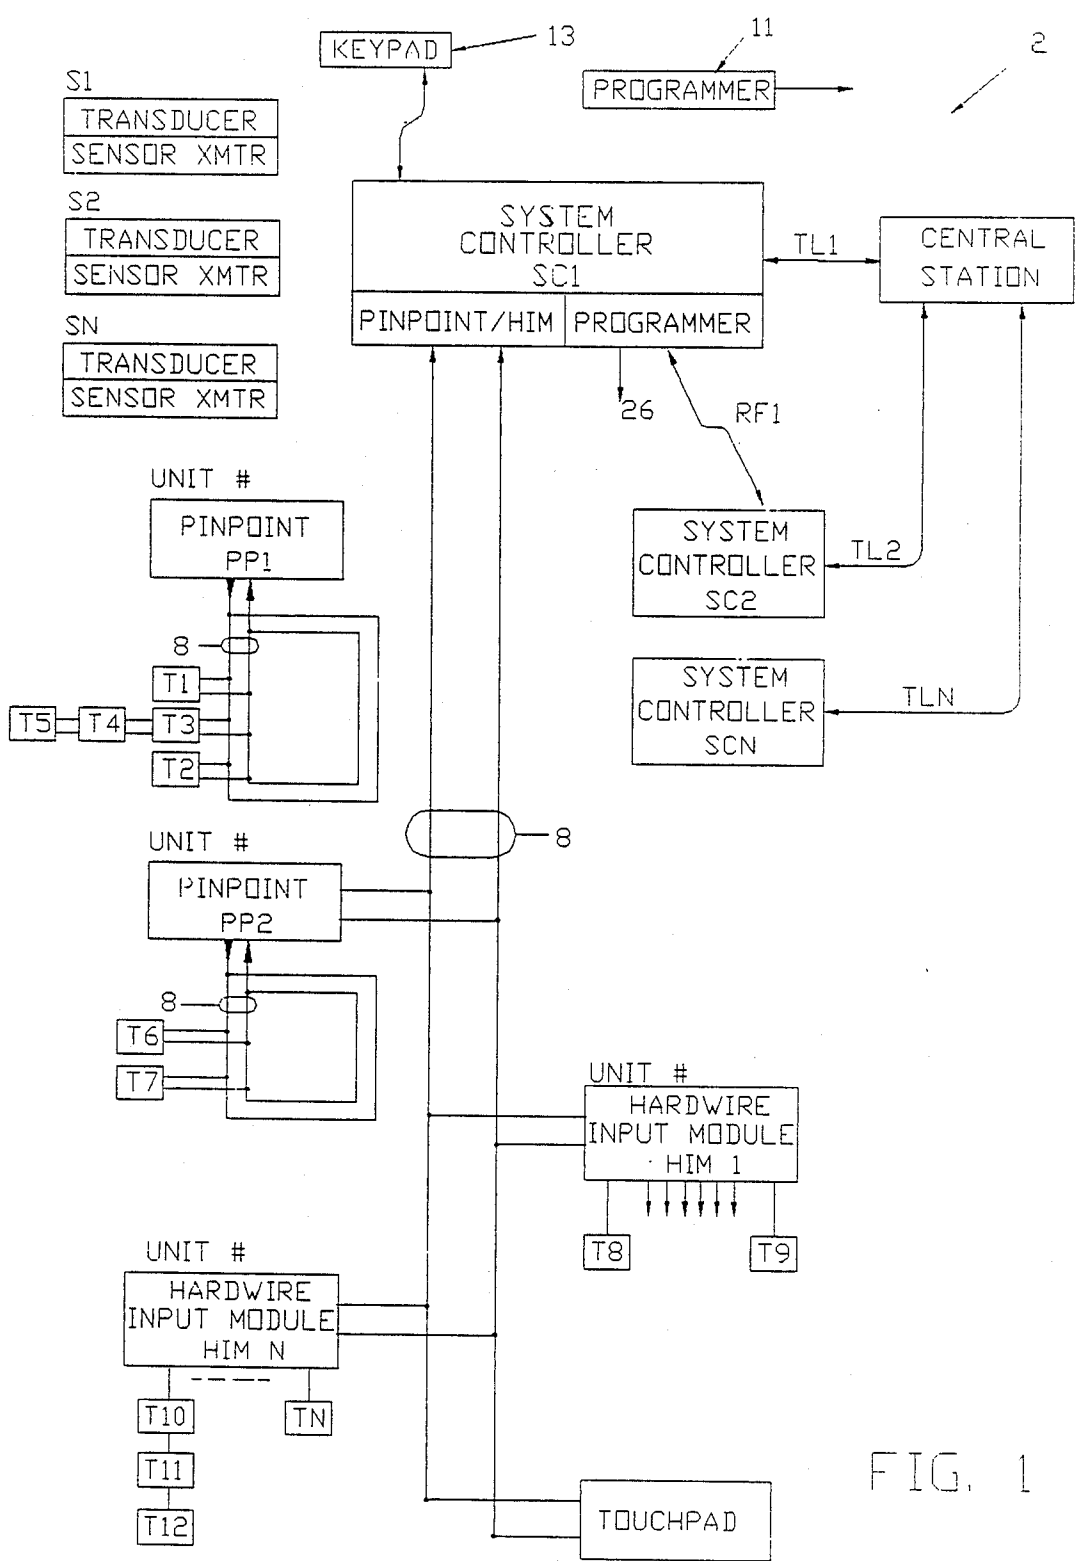 KEYPAD
13
11
2
PROGRAMMER
S1
TRANSDUCER
SENSOR XMTR
S2
TRANSDUCER
SENSOR XMTR
SN
TRANSDUCER
SENSOR XMTR
SYSTEM
CONTROLLER
SC1
PINPOINT/HIM
PROGRAMMER
TL1
CENTRAL
STATION
26
RF1
UNIT #
PINPOINT
PP1
8
T1
T5
T4
T3
T2
SYSTEM
CONTROLLER
SC2
TL2
SYSTEM
CONTROLLER
SCN
TLN
8
UNIT #
PINPOINT
PP2
8
T6
T7
UNIT #
HARDWIRE
INPUT MODULE
HIM 1
T8
T9
UNIT #
HARDWIRE
INPUT MODULE
HIM N
T10
TN
T11
T12
TOUCHPAD
FIG. 1